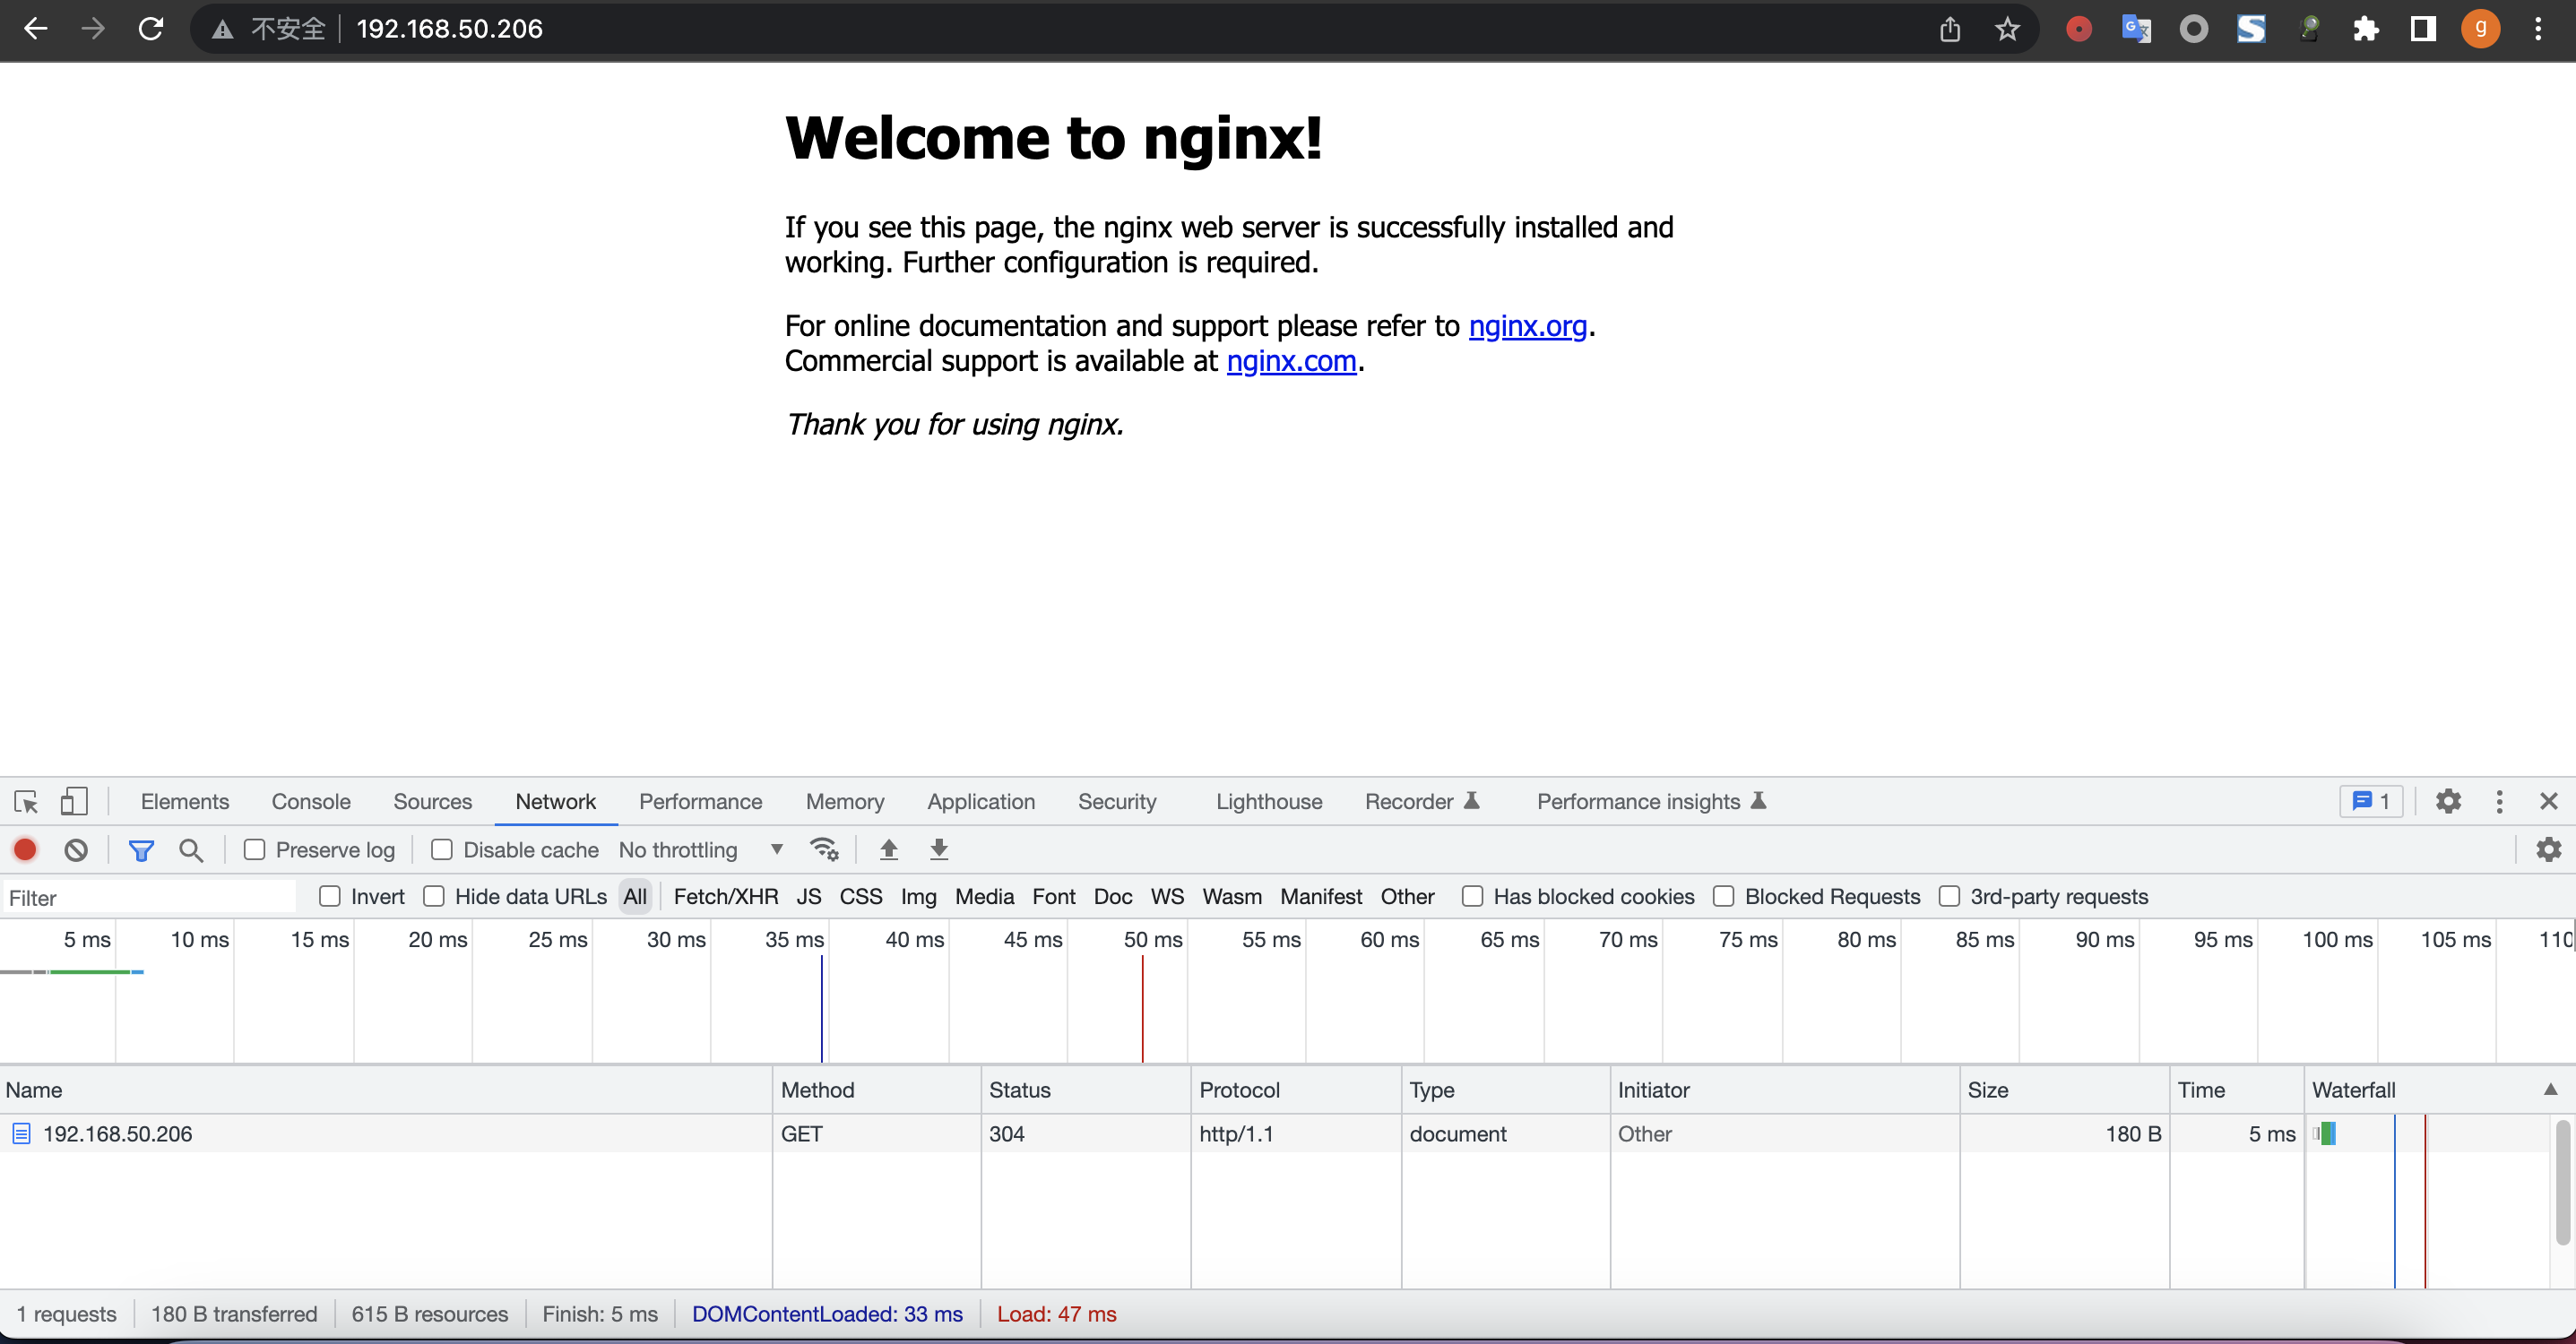 不安全 192.168.50.206 g
Welcome to nginx!
If you see this page, the nginx web server is successfully installed and
working. Further configuration is required.
For online documentation and support please refer to nginx.org.
Commercial support is available at nginx.com.
Thank you for using nginx.
Elements Console Sources Network Performance Memory Application Security Lighthouse Recorder Performance insights 1
Preserve log Disable cache No throttling
Filter Invert Hide data URLs All Fetch/XHR JS CSS Img Media Font Doc WS Wasm Manifest Other Has blocked cookies Blocked Requests 3rd-party requests
5 ms 10 ms 15 ms 20 ms 25 ms 30 ms 35 ms 40 ms 45 ms 50 ms 55 ms 60 ms 65 ms 70 ms 75 ms 80 ms 85 ms 90 ms 95 ms 100 ms 105 ms 110
Name Method Status Protocol Type Initiator Size Time Waterfall
192.168.50.206 GET 304 http/1.1 document Other 180 B 5 ms
1 requests 180 B transferred 615 B resources Finish: 5 ms DOMContentLoaded: 33 ms Load: 47 ms